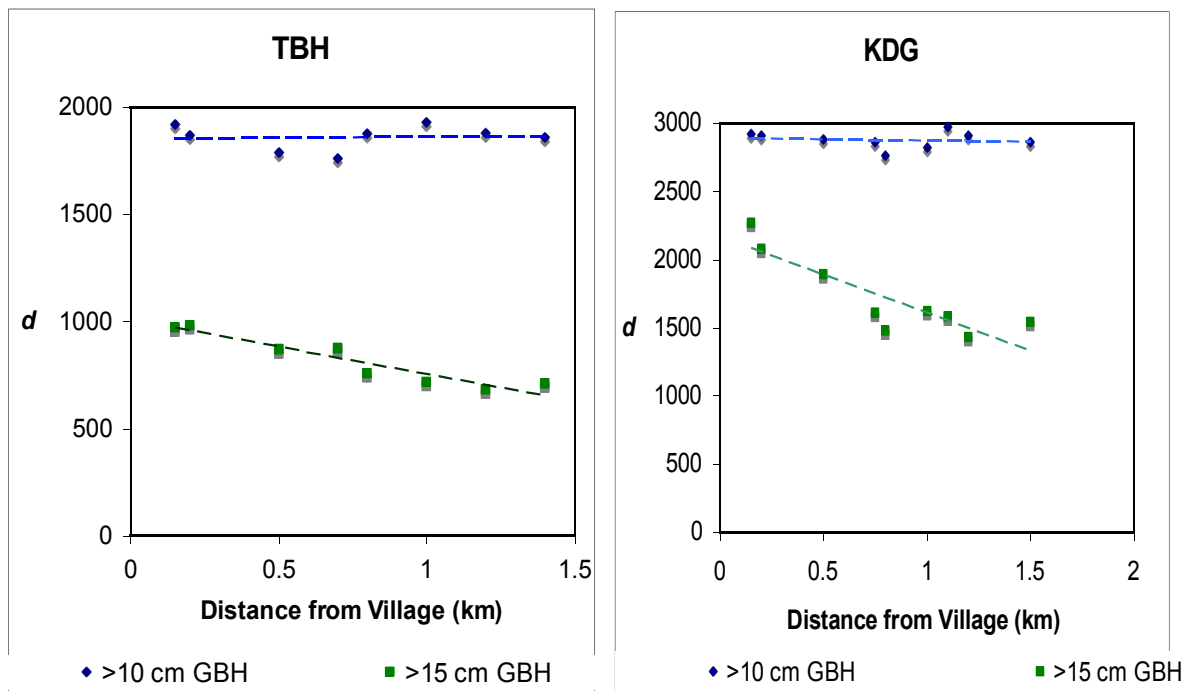 TBH
2000
1500
1000
500
0
d
0 0.5 1 1.5
Distance from Village (km)
>10 cm GBH >15 cm GBH
KDG
3000
2500
2000
1500
1000
500
0
d
0 0.5 1 1.5 2
Distance from Village (km)
>10 cm GBH >15 cm GBH